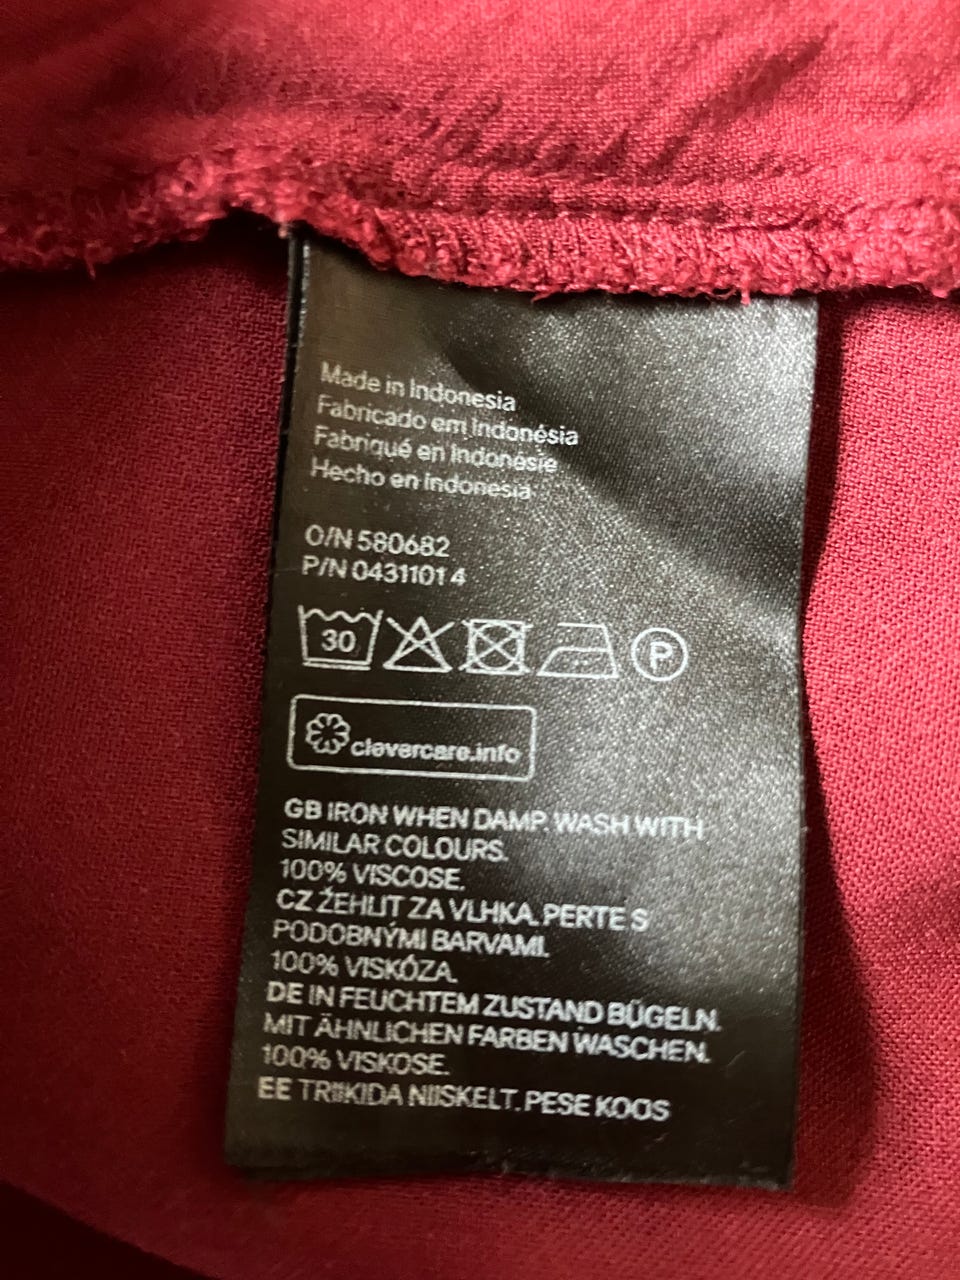 Made in Indonesia
Fabricado em Indonésia
Fabriqué en Indonésie
Hecho en Indonesia
O/N 580682
P/N 04311014
30 P
clevercare.info
GB IRON WHEN DAMP. WASH WITH
SIMILAR COLOURS.
100% VISCOSE.
CZ ŽEHLIT ZA VLHKA. PERTE S
PODOBNÝMI BARVAMI.
100% VISKÓZA.
DE IN FEUCHTEM ZUSTAND BÜGELN.
MIT ÄHNLICHEN FARBEN WASCHEN.
100% VISKOSE.
EE TRIIKIDA NIISKELT. PESE KOOS